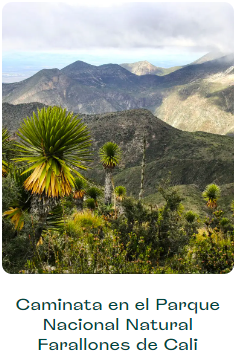 Caminata en el Parque
Nacional Natural
Farallones de Cali